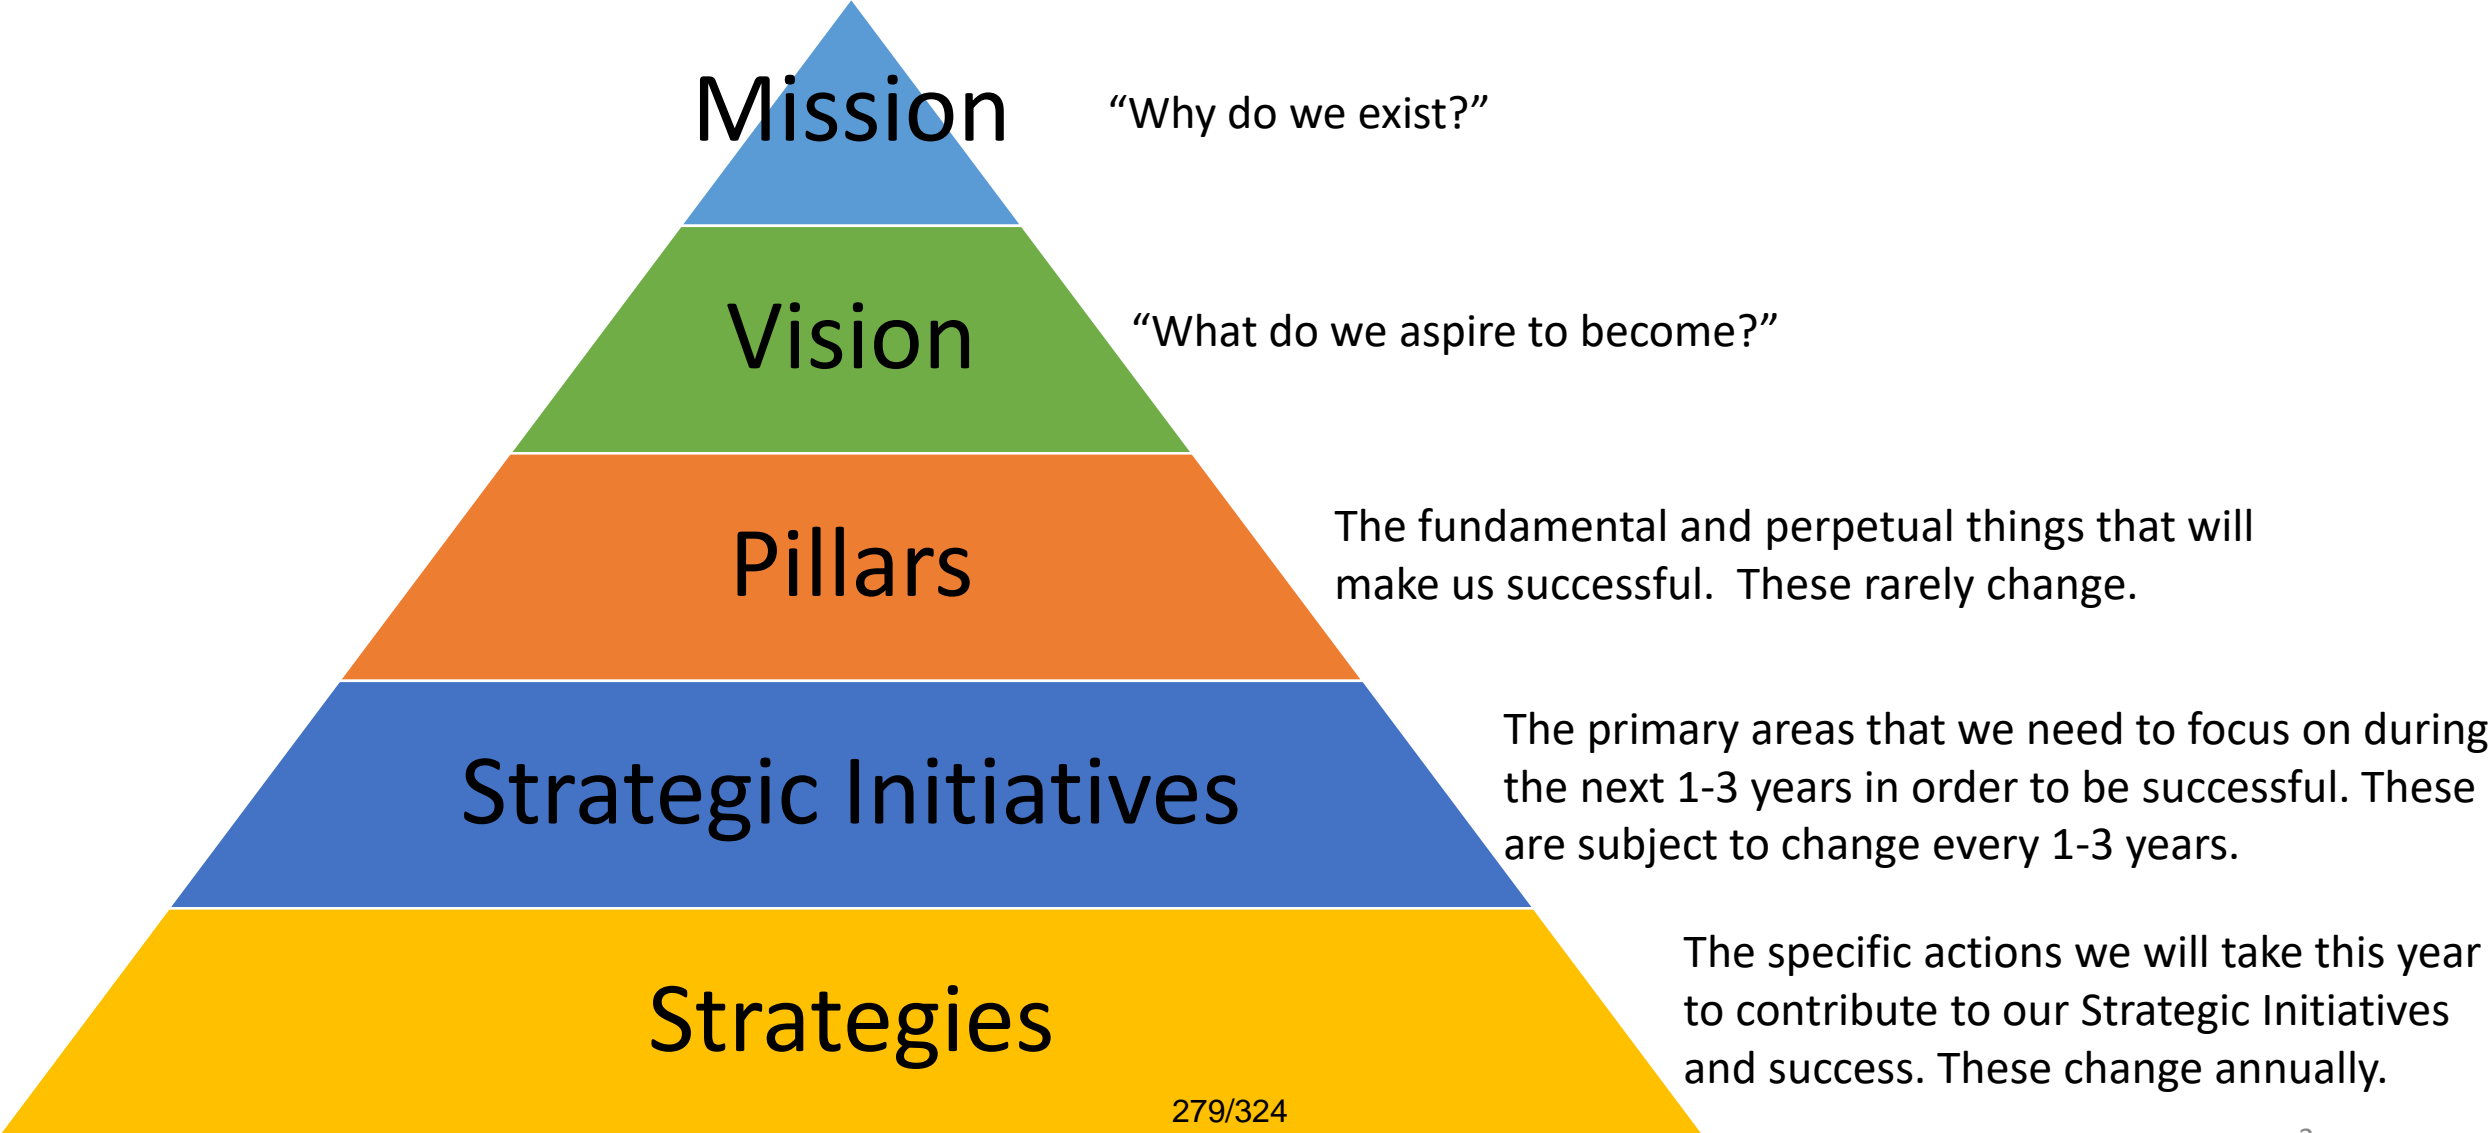 Mission
“Why do we exist?”
Vision
“What do we aspire to become?”
Pillars
The fundamental and perpetual things that will
make us successful.  These rarely change.
Strategic Initiatives
The primary areas that we need to focus on during
the next 1-3 years in order to be successful. These
are subject to change every 1-3 years.
Strategies
The specific actions we will take this year
to contribute to our Strategic Initiatives
and success. These change annually.
279/324